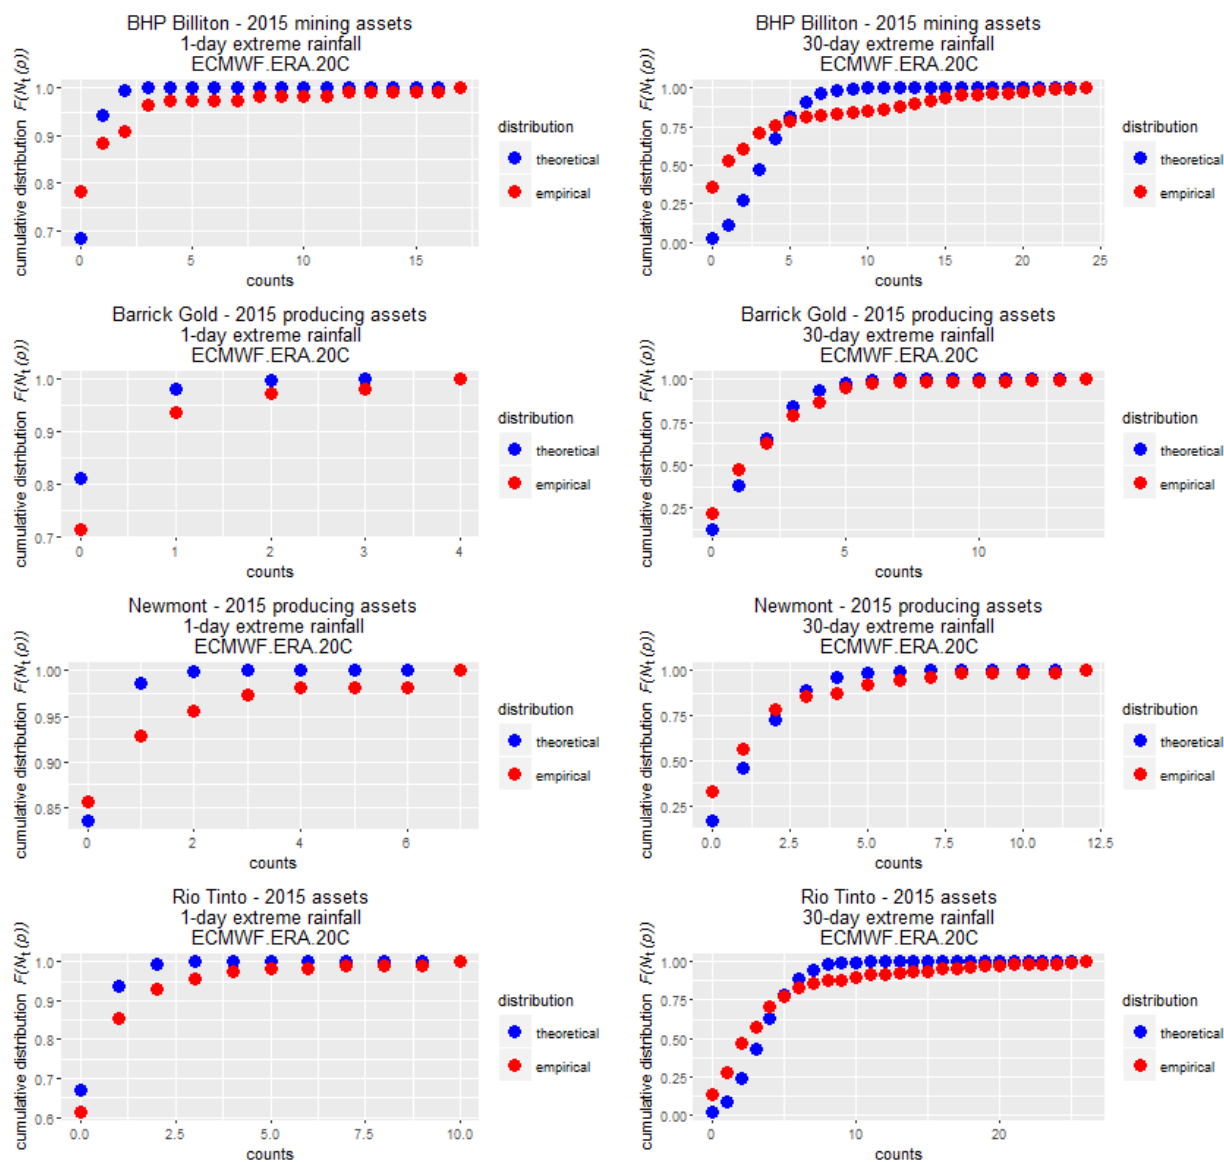 BHP Billiton - 2015 mining assets
1-day extreme rainfall
ECMWF.ERA.20C
cumulative distribution F(Nt(ρ))
1.0
0.9
0.8
0.7
0
5
10
15
counts
distribution
theoretical
empirical
BHP Billiton - 2015 mining assets
30-day extreme rainfall
ECMWF.ERA.20C
cumulative distribution F(Nt(ρ))
1.00
0.75
0.50
0.25
0.00
0
5
10
15
20
25
counts
distribution
theoretical
empirical
Barrick Gold - 2015 producing assets
1-day extreme rainfall
ECMWF.ERA.20C
cumulative distribution F(Nt(ρ))
1.0
0.9
0.8
0.7
0
1
2
3
4
counts
distribution
theoretical
empirical
Barrick Gold - 2015 producing assets
30-day extreme rainfall
ECMWF.ERA.20C
cumulative distribution F(Nt(ρ))
1.00
0.75
0.50
0.25
0
5
10
counts
distribution
theoretical
empirical
Newmont - 2015 producing assets
1-day extreme rainfall
ECMWF.ERA.20C
cumulative distribution F(Nt(ρ))
1.00
0.95
0.90
0.85
0
2
4
6
counts
distribution
theoretical
empirical
Newmont - 2015 producing assets
30-day extreme rainfall
ECMWF.ERA.20C
cumulative distribution F(Nt(ρ))
1.00
0.75
0.50
0.25
0.0
2.5
5.0
7.5
10.0
12.5
counts
distribution
theoretical
empirical
Rio Tinto - 2015 assets
1-day extreme rainfall
ECMWF.ERA.20C
cumulative distribution F(Nt(ρ))
1.0
0.9
0.8
0.7
0.6
0.0
2.5
5.0
7.5
10.0
counts
distribution
theoretical
empirical
Rio Tinto - 2015 assets
30-day extreme rainfall
ECMWF.ERA.20C
cumulative distribution F(Nt(ρ))
1.00
0.75
0.50
0.25
0.00
0
10
20
counts
distribution
theoretical
empirical